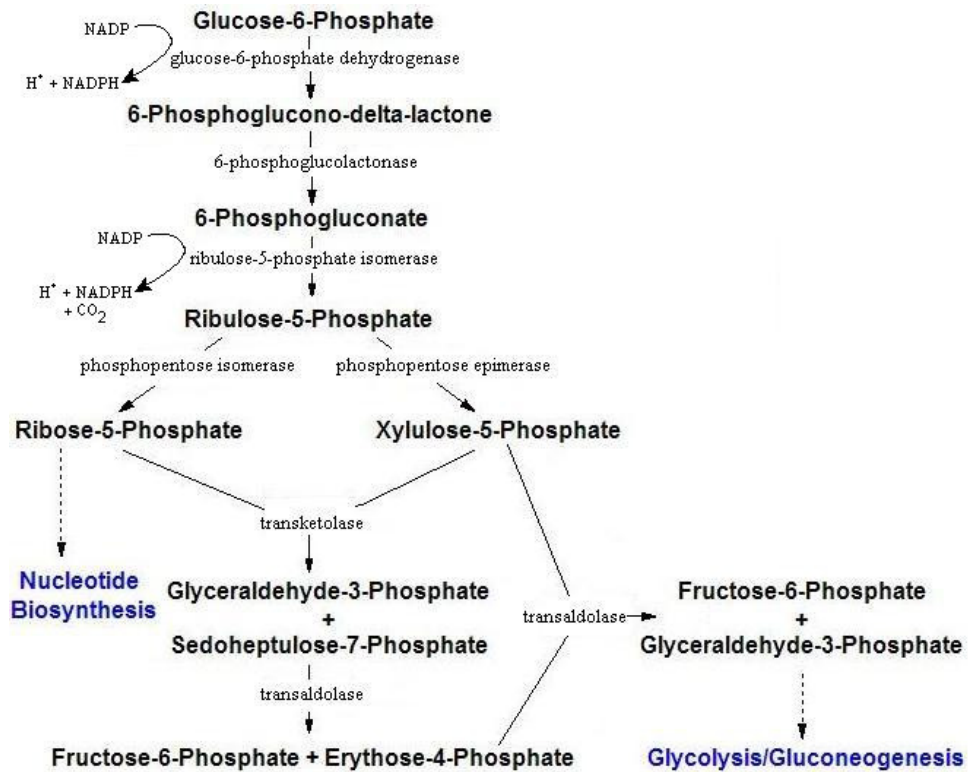 Glucose-6-Phosphate
NADP
glucose-6-phosphate dehydrogenase
H⁺ + NADPH
6-Phosphoglucono-delta-lactone
6-phosphoglucolactonase
6-Phosphogluconate
NADP
ribulose-5-phosphate isomerase
H⁺ + NADPH
+ CO₂
Ribulose-5-Phosphate
phosphopentose isomerase
phosphopentose epimerase
Ribose-5-Phosphate
Xylulose-5-Phosphate
transketolase
Nucleotide
Biosynthesis
Glyceraldehyde-3-Phosphate
+
Sedoheptulose-7-Phosphate
transaldolase
Fructose-6-Phosphate
+
Glyceraldehyde-3-Phosphate
transaldolase
Fructose-6-Phosphate + Erythose-4-Phosphate
Glycolysis/Gluconeogenesis